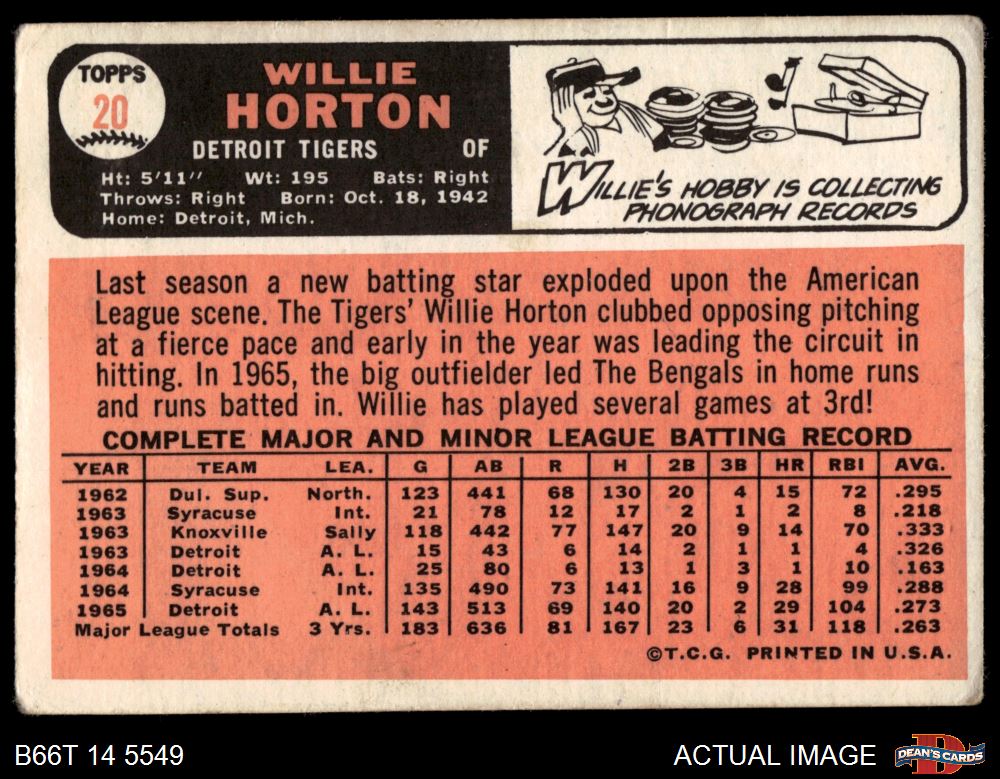 TOPPS
20
WILLIE
HORTON
DETROIT TIGERS OF
Ht: 5'11" Wt: 195 Bats: Right
Throws: Right Born: Oct. 18, 1942
Home: Detroit, Mich.
WILLIE'S HOBBY IS COLLECTING
PHONOGRAPH RECORDS
Last season a new batting star exploded upon the American
League scene. The Tigers' Willie Horton clubbed opposing pitching
at a fierce pace and early in the year was leading the circuit in
hitting. In 1965, the big outfielder led The Bengals in home runs
and runs batted in. Willie has played several games at 3rd!
COMPLETE MAJOR AND MINOR LEAGUE BATTING RECORD
YEAR TEAM LEA. G AB R H 2B 3B HR RBI AVG.
1962 Dul. Sup. North. 123 441 68 130 20 4 15 72 .295
1963 Syracuse Int. 21 78 12 17 2 1 2 8 .218
1963 Knoxville Sally 118 442 77 147 20 9 14 70 .333
1963 Detroit A. L. 15 43 6 14 2 1 1 4 .326
1964 Detroit A. L. 25 80 6 13 1 3 1 10 .163
1964 Syracuse Int. 135 490 73 141 16 9 28 99 .288
1965 Detroit A. L. 143 513 69 140 20 2 29 104 .273
Major League Totals 3 Yrs. 183 636 81 167 23 6 31 118 .263
©T.C.G. PRINTED IN U.S.A.
B66T 14 5549 ACTUAL IMAGE DEAN'S CARDS